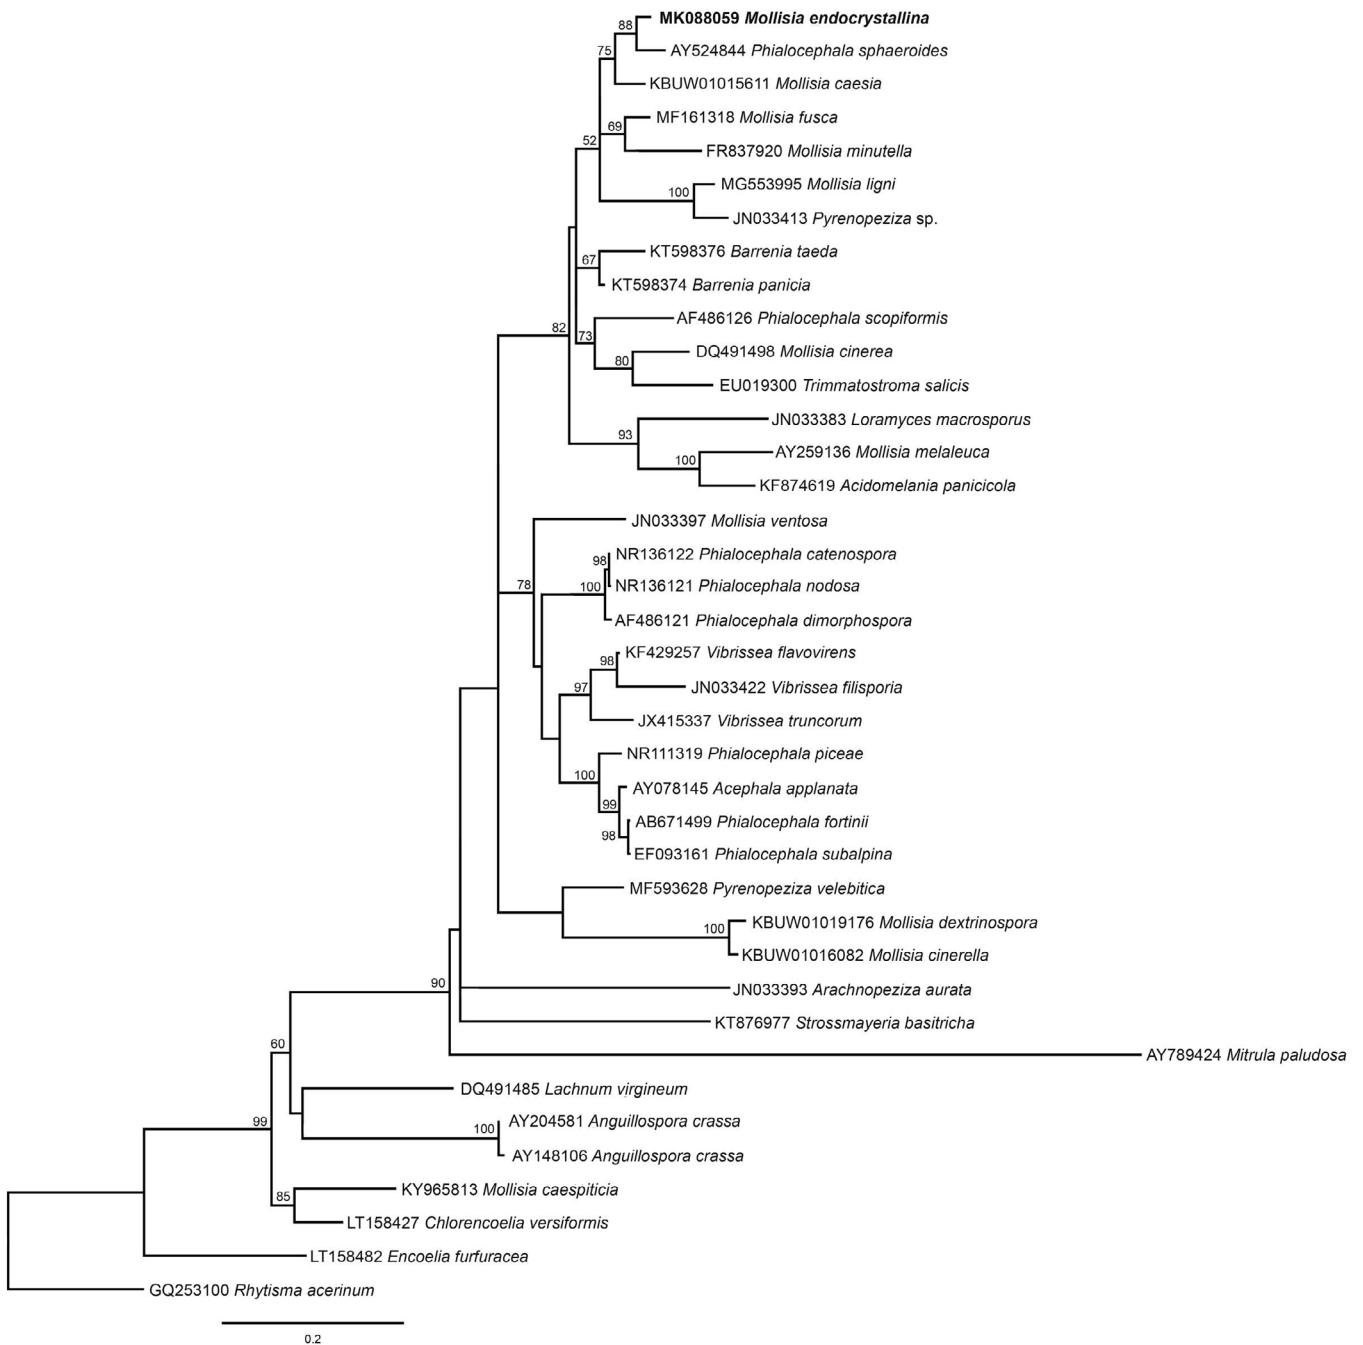 MK088059 Mollisia endocrystallina
88
AY524844 Phialocephala sphaeroides
75
KBUW01015611 Mollisia caesia
MF161318 Mollisia fusca
69
52
FR837920 Mollisia minutella
MG553995 Mollisia ligni
100
JN033413 Pyrenopeziza sp.
KT598376 Barrenia taeda
67
KT598374 Barrenia panicia
AF486126 Phialocephala scopiformis
82
73
DQ491498 Mollisia cinerea
80
EU019300 Trimmatostroma salicis
JN033383 Loramyces macrosporus
93
AY259136 Mollisia melaleuca
100
KF874619 Acidomelania panicicola
JN033397 Mollisia ventosa
NR136122 Phialocephala catenospora
98
NR136121 Phialocephala nodosa
78
100
AF486121 Phialocephala dimorphospora
KF429257 Vibrissea flavovirens
98
JN033422 Vibrissea filisporia
97
JX415337 Vibrissea truncorum
NR111319 Phialocephala piceae
100
AY078145 Acephala applanata
99
AB671499 Phialocephala fortinii
98
EF093161 Phialocephala subalpina
MF593628 Pyrenopeziza velebitica
KBUW01019176 Mollisia dextrinospora
100
KBUW01016082 Mollisia cinerella
90
JN033393 Arachnopeziza aurata
KT876977 Strossmayeria basitricha
60
AY789424 Mitrula paludosa
DQ491485 Lachnum virgineum
99
AY204581 Anguillospora crassa
100
AY148106 Anguillospora crassa
KY965813 Mollisia caespiticia
85
LT158427 Chlorencoelia versiformis
LT158482 Encoelia furfuracea
GQ253100 Rhytisma acerinum
0.2